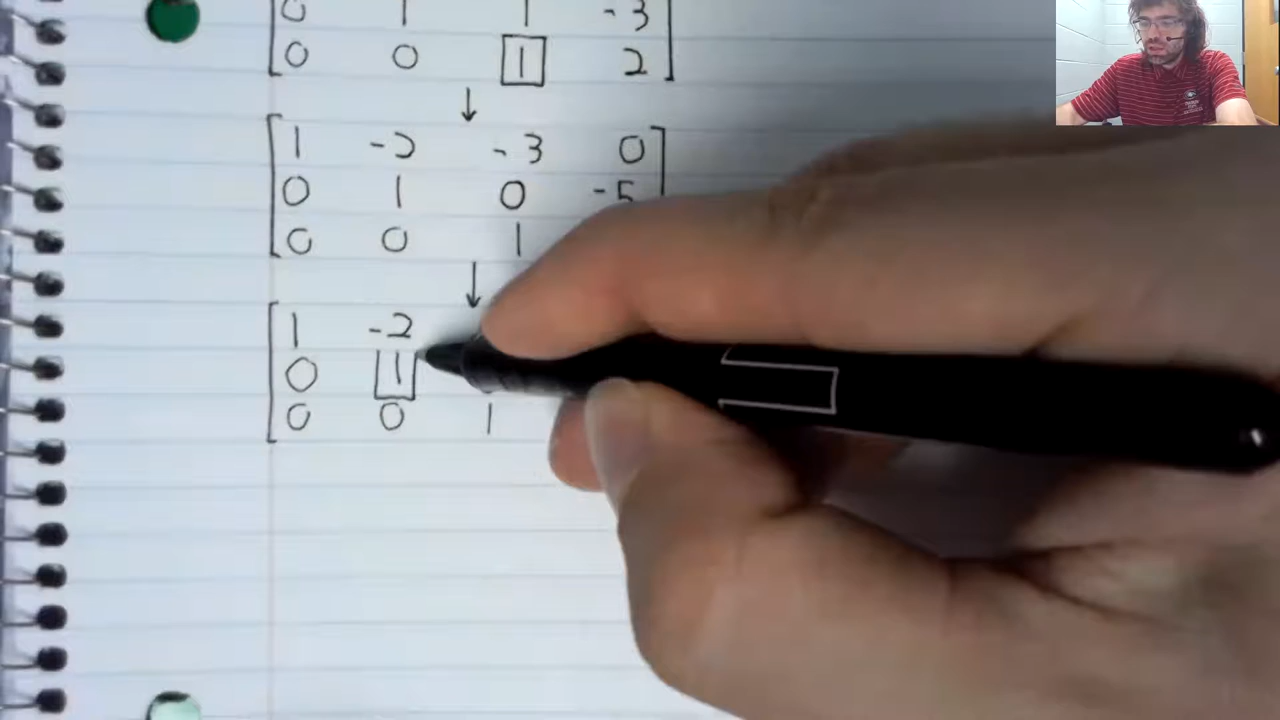 0 1 1 -3
0 0 1 2
↓
1 -2 -3 0
0 1 0 -5
0 0 1
↓
1 -2
0 1
0 0 1